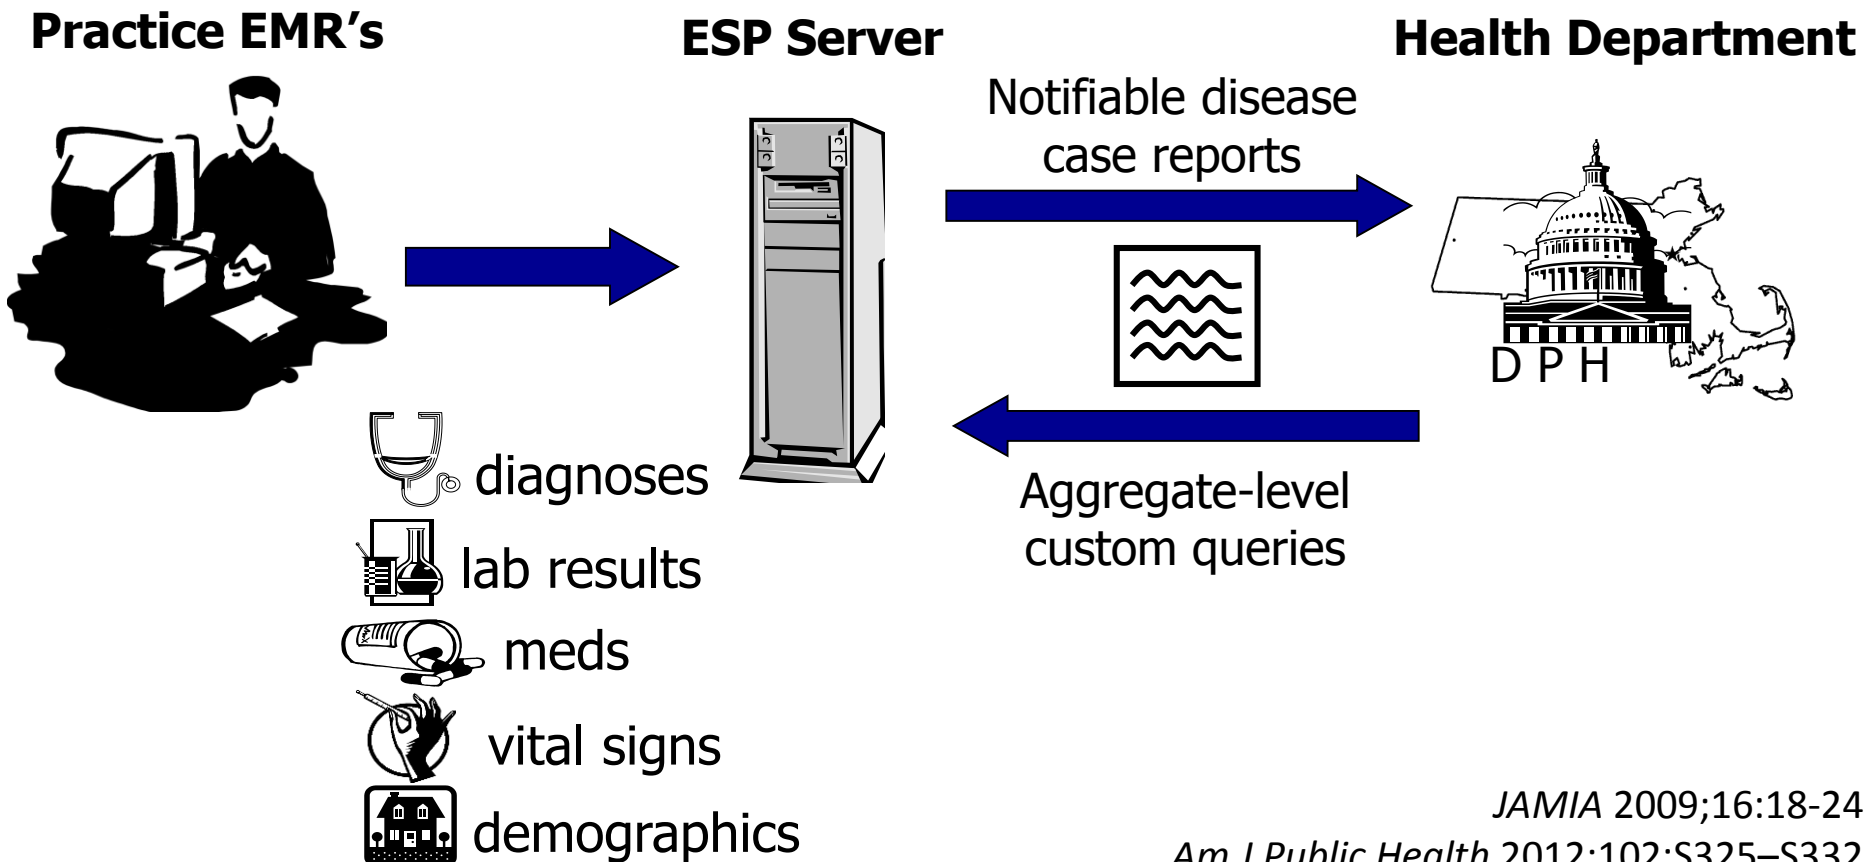 Practice EMR's
ESP Server
Health Department
Notifiable disease
case reports
D P H
Aggregate-level
custom queries
diagnoses
lab results
meds
vital signs
demographics
JAMIA 2009;16:18-24
Am J Public Health 2012;102:S325–S332